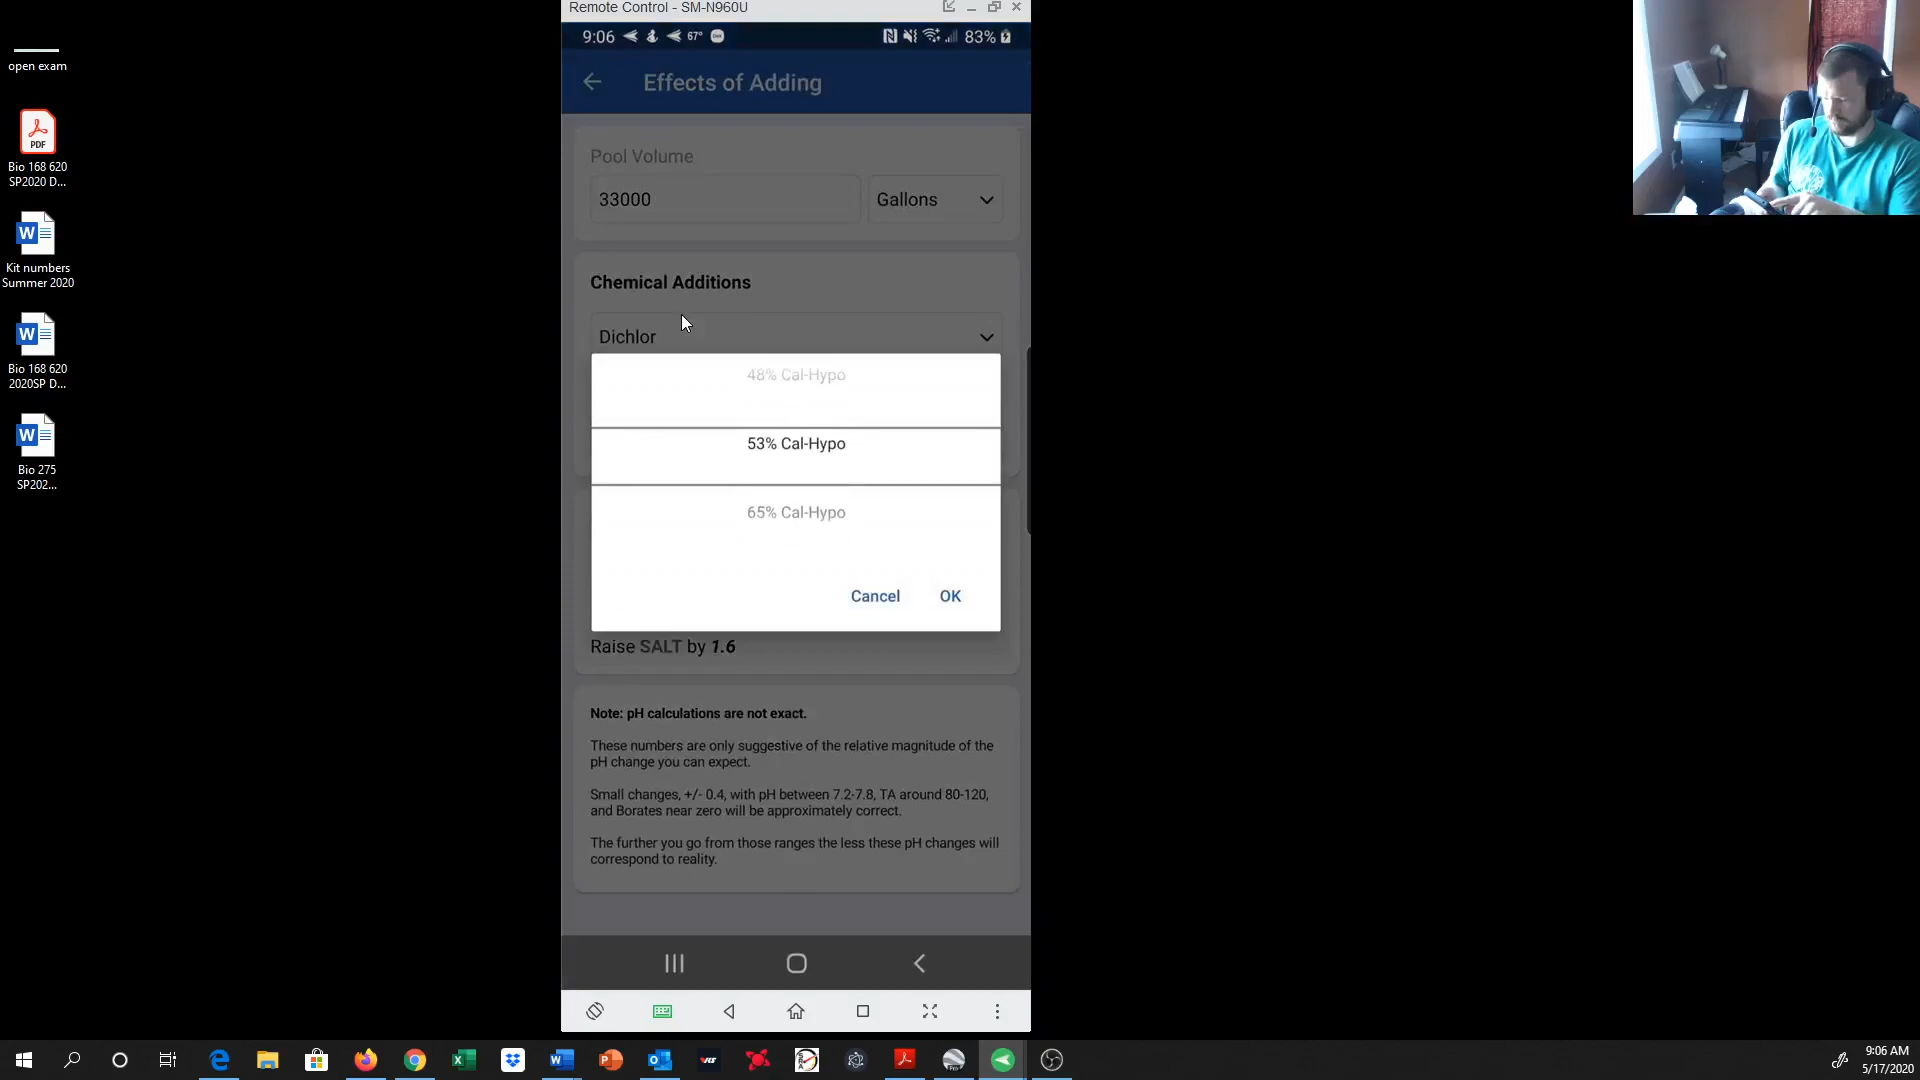 Remote Control - SM-N960U
9:06 67° 83%
Effects of Adding
open exam
Pool Volume
33000
Gallons
PDF
Bio 168 620
SP2020 D...
Kit numbers
Summer 2020
Bio 168 620
2020SP D...
Bio 275
SP202...
Chemical Additions
Dichlor
48% Cal-Hypo
53% Cal-Hypo
65% Cal-Hypo
Cancel OK
Raise SALT by 1.6
Note: pH calculations are not exact.
These numbers are only suggestive of the relative magnitude of the
pH change you can expect.
Small changes, +/- 0.4, with pH between 7.2-7.8, TA around 80-120,
and Borates near zero will be approximately correct.
The further you go from those ranges the less these pH changes will
correspond to reality.
9:06 AM
5/17/2020